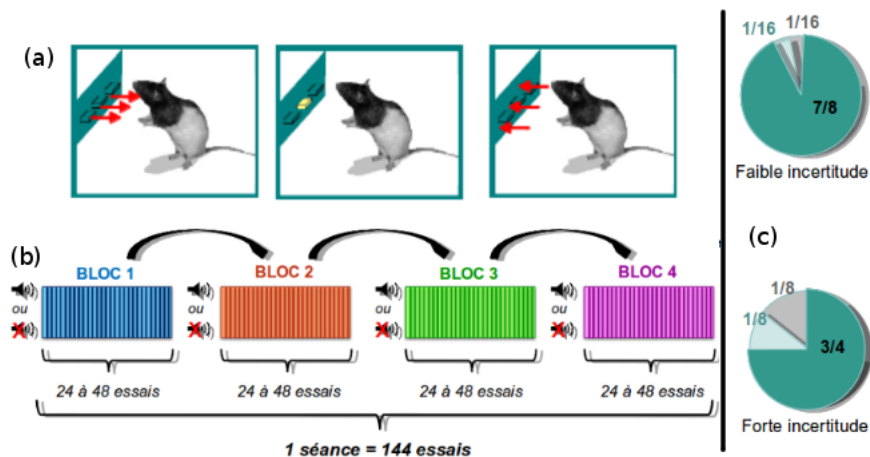 (a)
(b)
BLOC 1
BLOC 2
BLOC 3
BLOC 4
ou
ou
ou
ou
24 à 48 essais
24 à 48 essais
24 à 48 essais
24 à 48 essais
1 séance = 144 essais
1/16
1/16
7/8
Faible incertitude
(c)
1/8
1/8
3/4
Forte incertitude